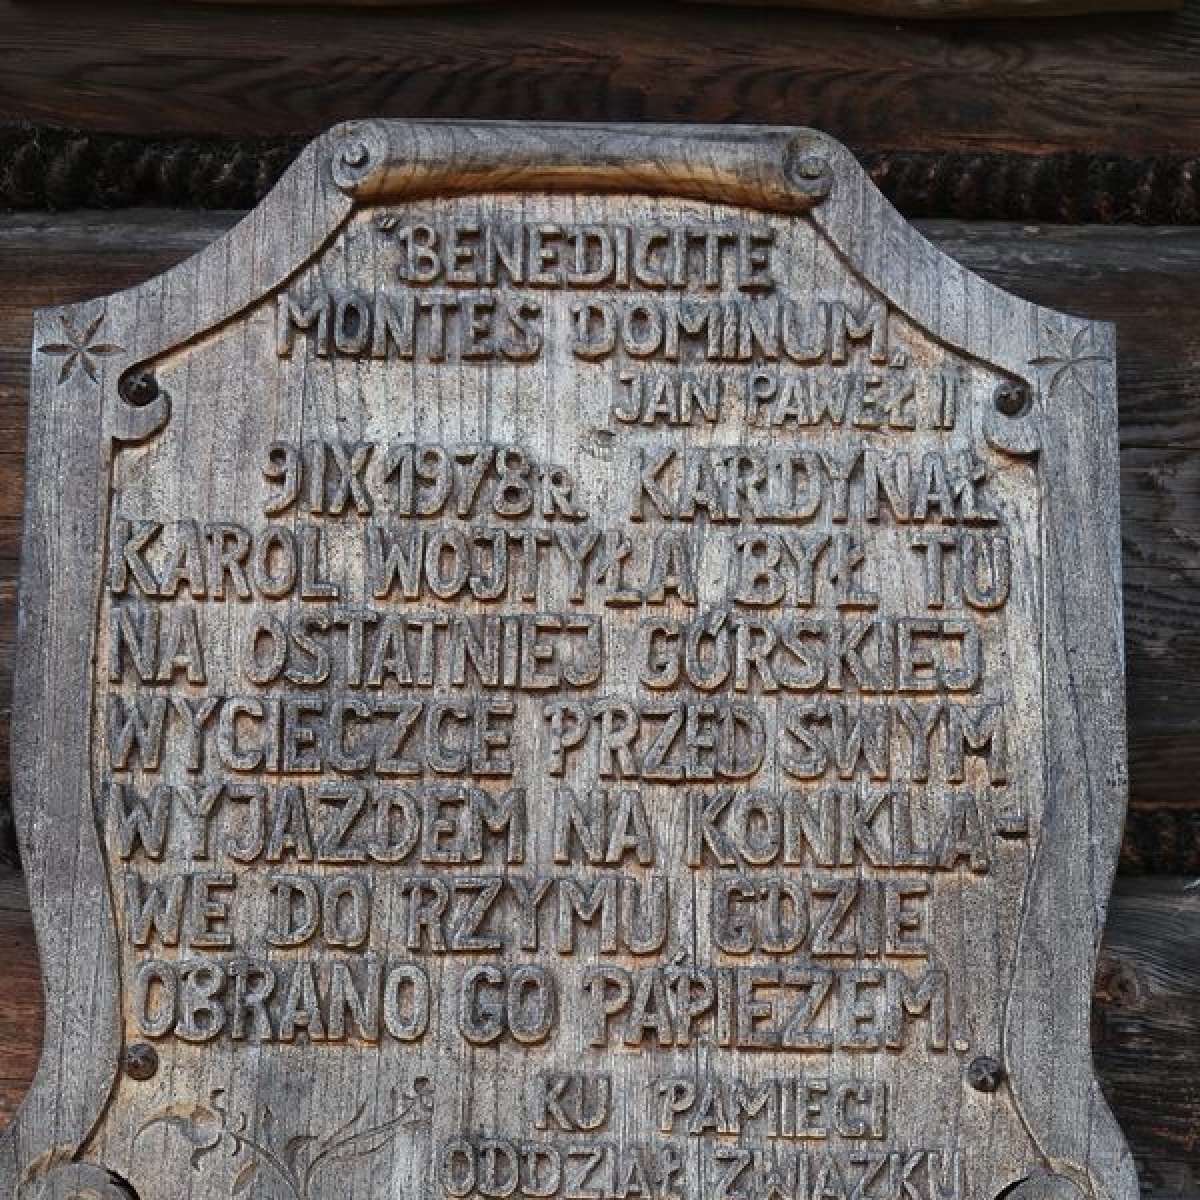 "BENEDICITE
MONTES DOMINUM"
JAN PAWEŁ II
9 IX 1978 R. KARDYNAŁ
KAROL WOJTYŁA BYŁ TU
NA OSTATNIEJ GÓRSKIEJ
WYCIECZCE PRZED SWYM
WYJAZDEM NA KONKLA-
WE DO RZYMU, GDZIE
OBRANO GO PAPIEŻEM.
KU PAMIĘCI
ODDZIAŁ ZWIĄZKU